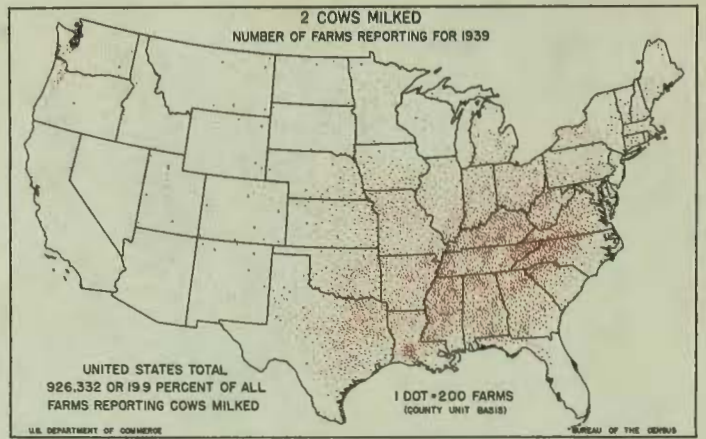 2 COWS MILKED
NUMBER OF FARMS REPORTING FOR 1939
UNITED STATES TOTAL
926,332 OR 19.9 PERCENT OF ALL
FARMS REPORTING COWS MILKED
1 DOT = 200 FARMS
(COUNTY UNIT BASIS)
U.S. DEPARTMENT OF COMMERCE
BUREAU OF THE CENSUS